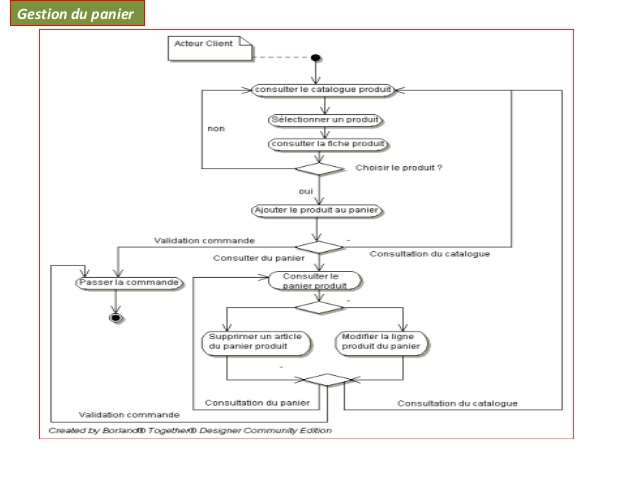 Gestion du panier
Acteur Client
consulter le catalogue produit
Sélectionner un produit
consulter la fiche produit
non
Choisir le produit ?
oui
Ajouter le produit au panier
Validation commande
Consulter du panier
Consultation du catalogue
Passer la commande
Consulter le
panier produit
Supprimer un article
du panier produit
Modifier la ligne
produit du panier
Consultation du panier
Consultation du catalogue
Validation commande
Created by Borland® Together® Designer Community Edition